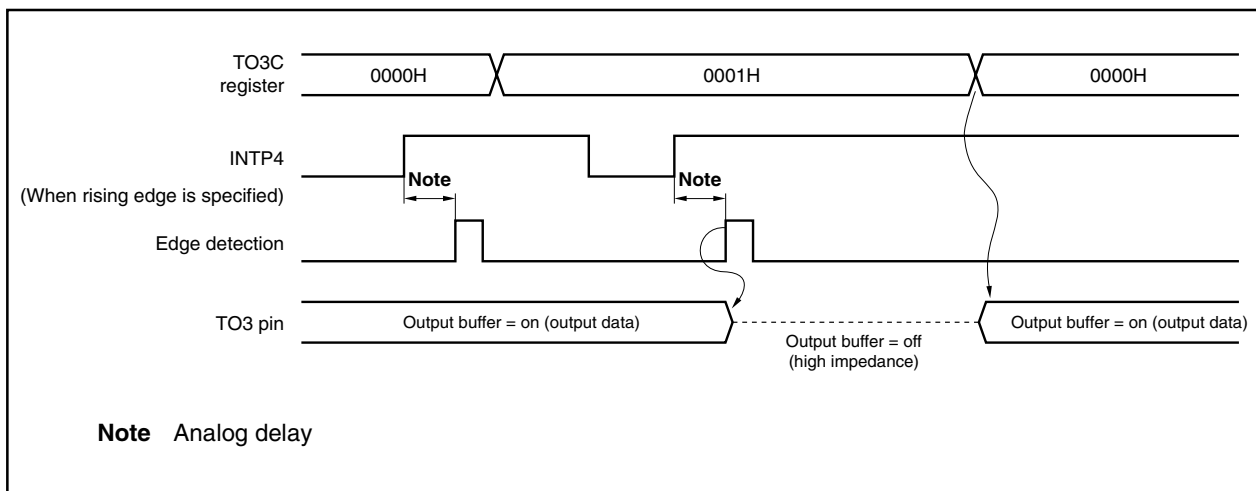 TO3C
register
0000H
0001H
0000H
INTP4
(When rising edge is specified)
Note
Note
Edge detection
TO3 pin
Output buffer = on (output data)
Output buffer = off
(high impedance)
Output buffer = on (output data)
Note Analog delay